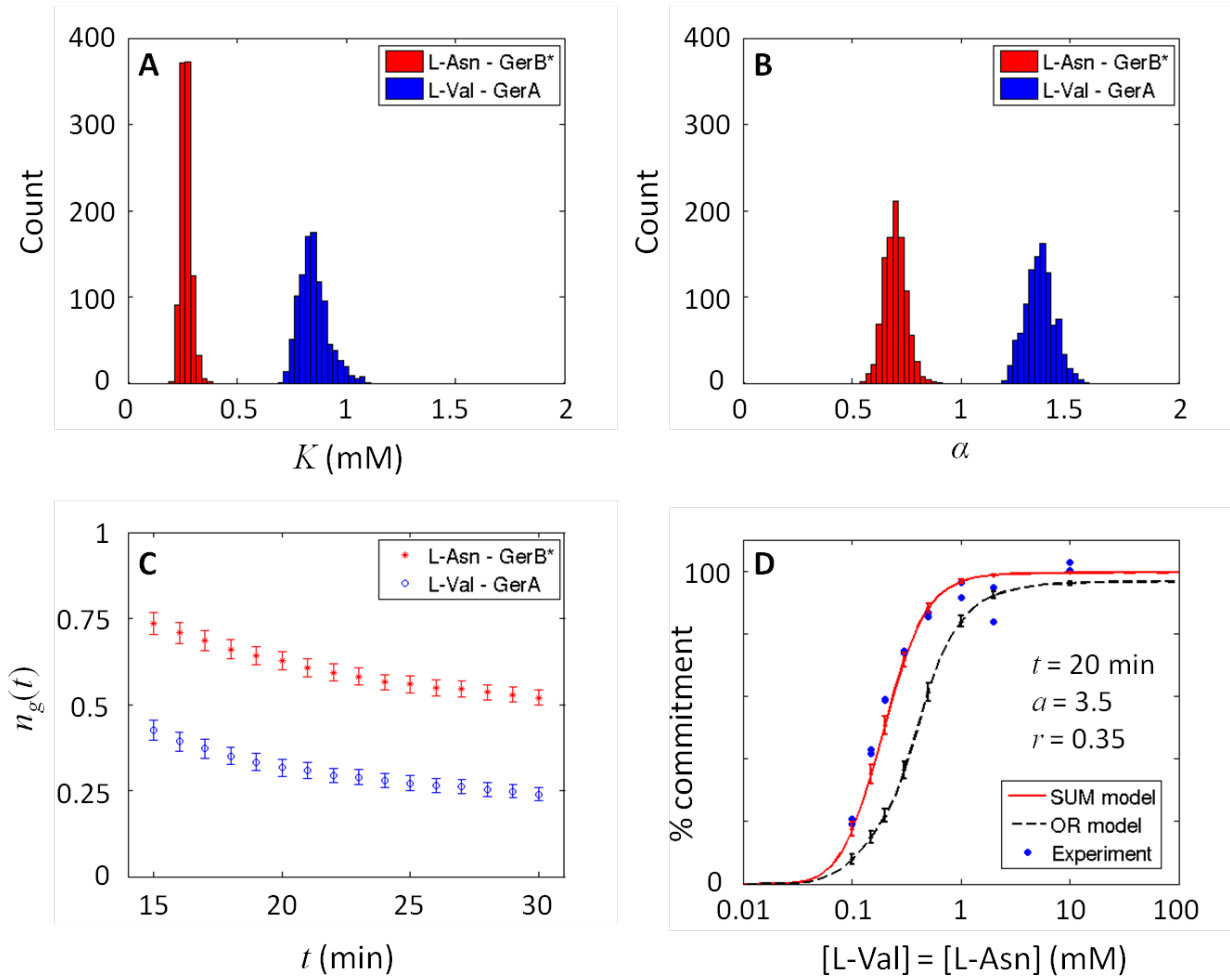 A
400
300
200
100
0
Count
L-Asn - GerB*
L-Val - GerA
0 0.5 1 1.5 2
K (mM)
B
400
300
200
100
0
Count
L-Asn - GerB*
L-Val - GerA
0 0.5 1 1.5 2
α
C
1
0.75
0.5
0.25
0
n_g(t)
L-Asn - GerB*
L-Val - GerA
15 20 25 30
t (min)
D
100
0
% commitment
t = 20 min
a = 3.5
r = 0.35
SUM model
OR model
Experiment
0.01 0.1 1 10 100
[L-Val] = [L-Asn] (mM)